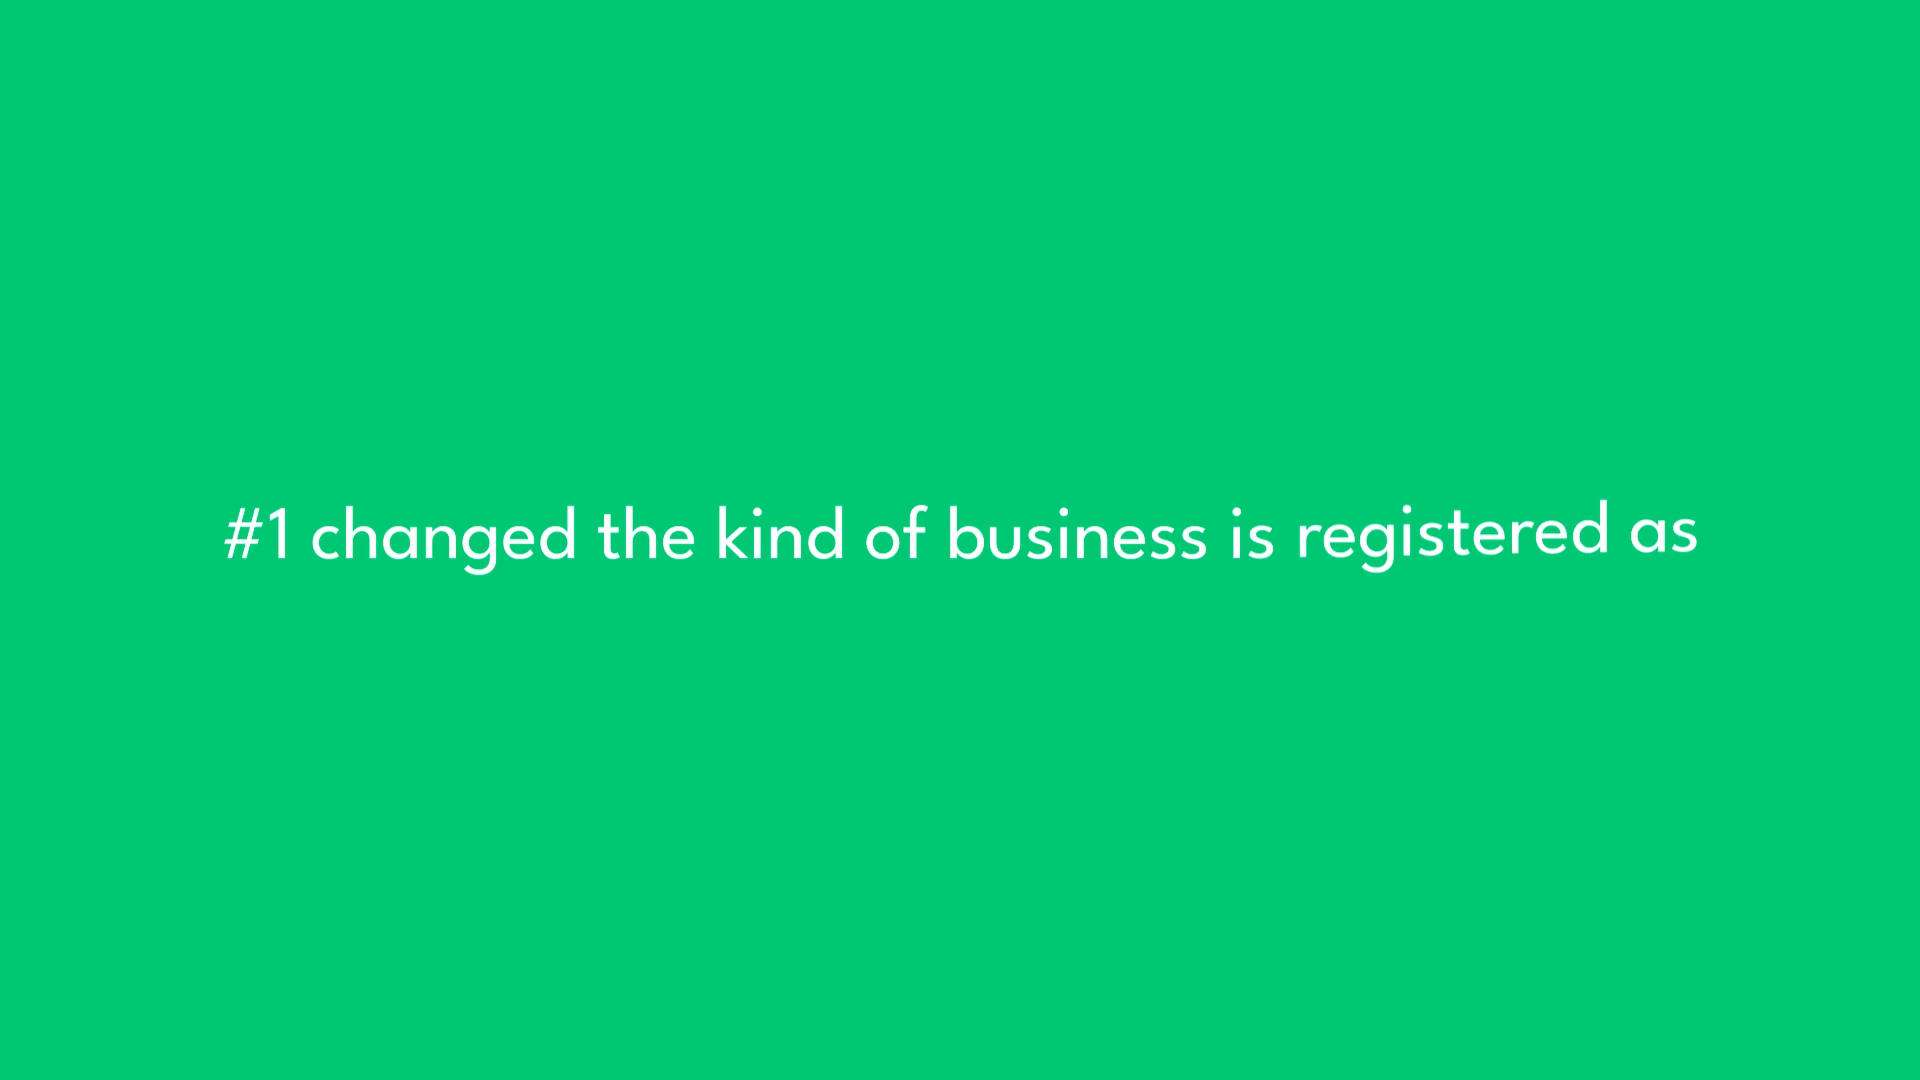 #1 changed the kind of business is registered as